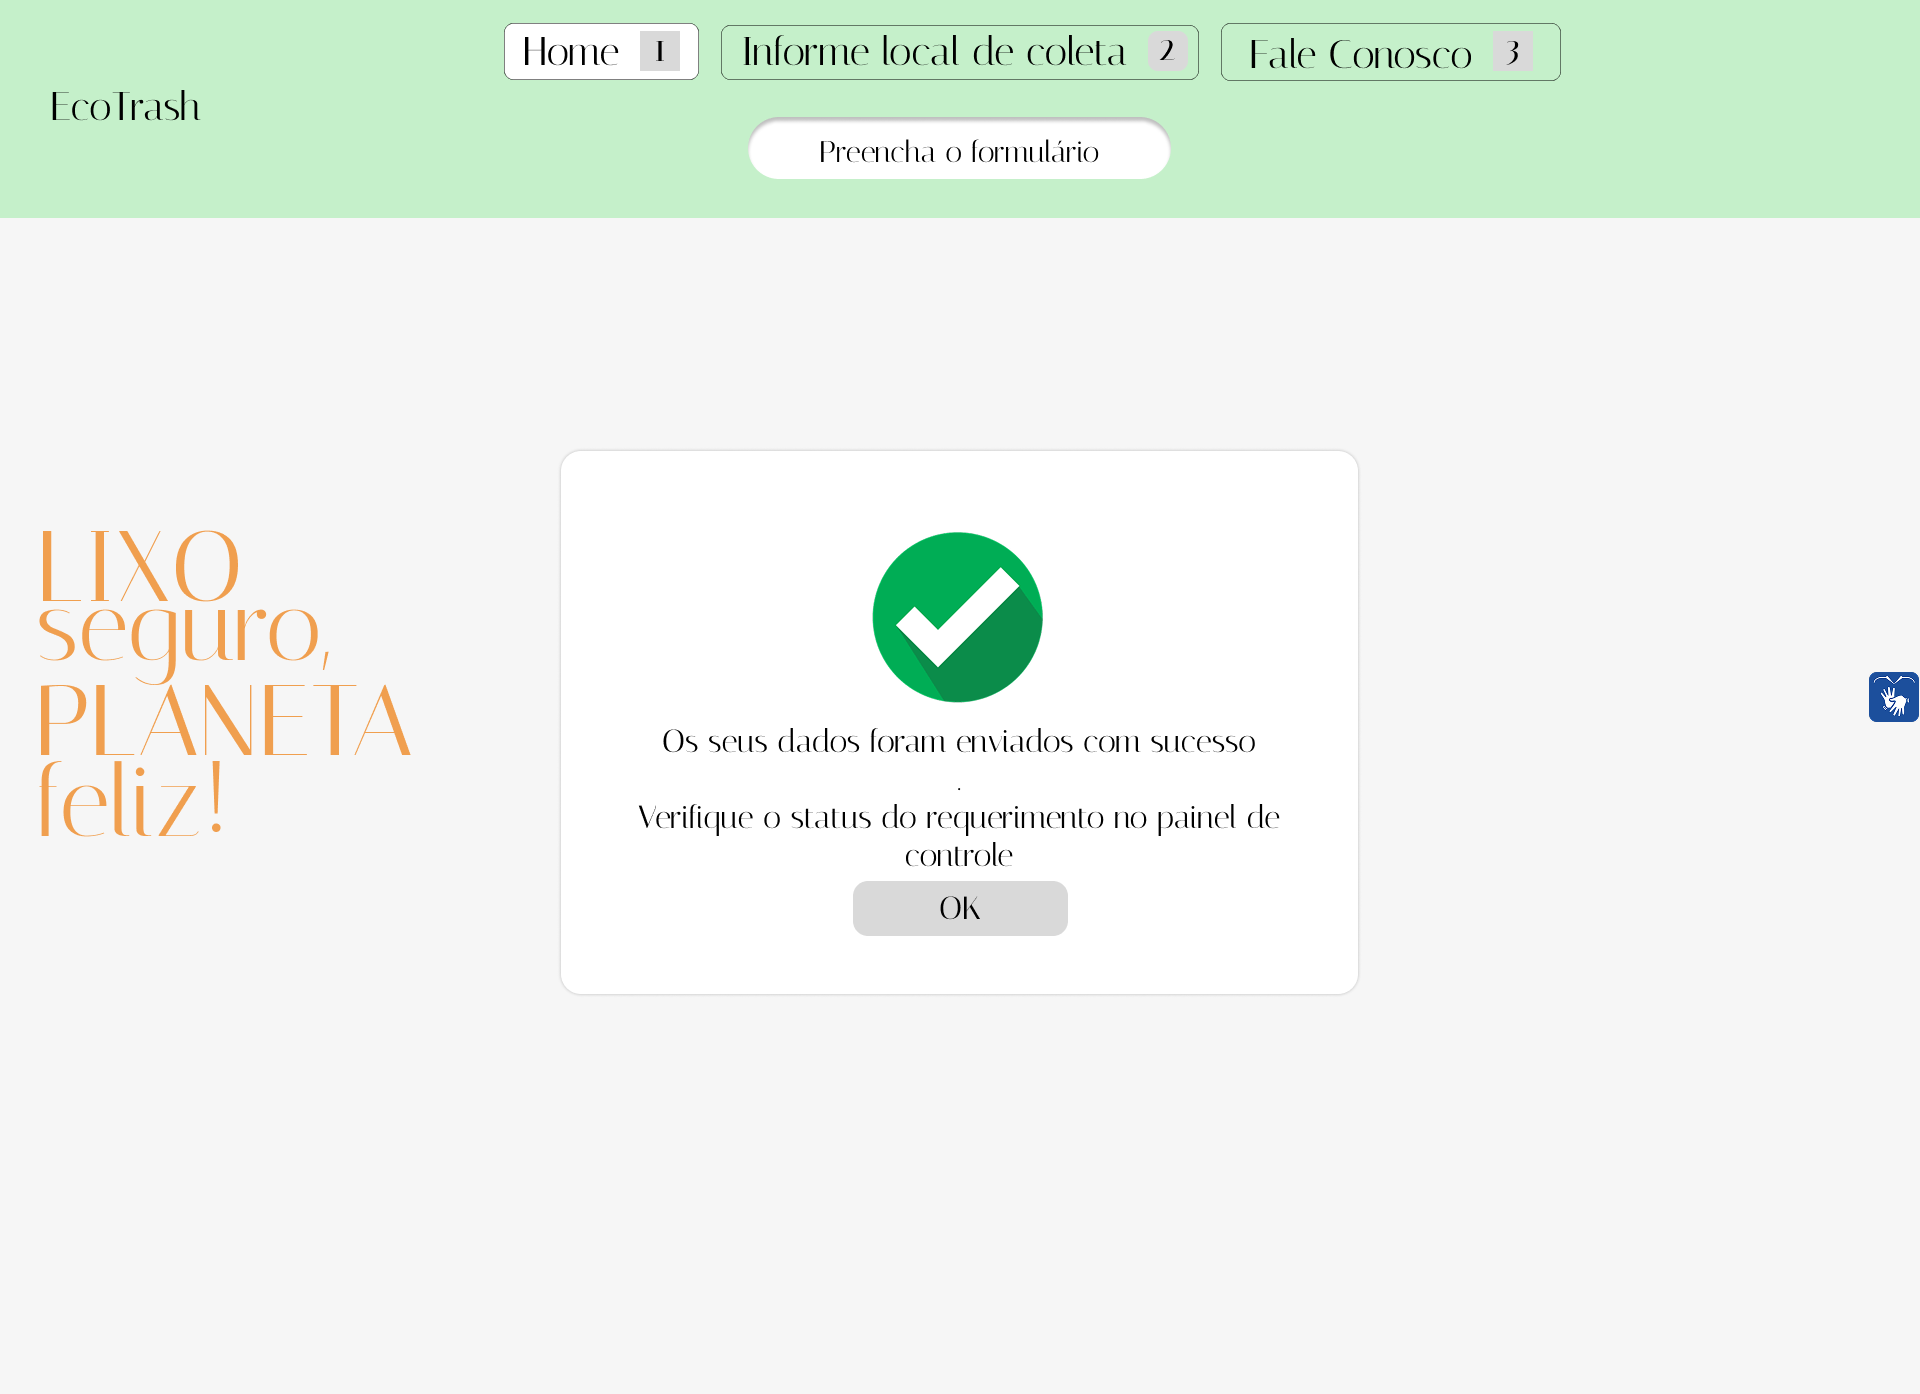 Home 1
Informe local de coleta 2
Fale Conosco 3
EcoTrash
Preencha o formulário
LIXO
seguro,
PLANETA
feliz!
Os seus dados foram enviados com sucesso
.
Verifique o status do requerimento no painel de
controle
OK